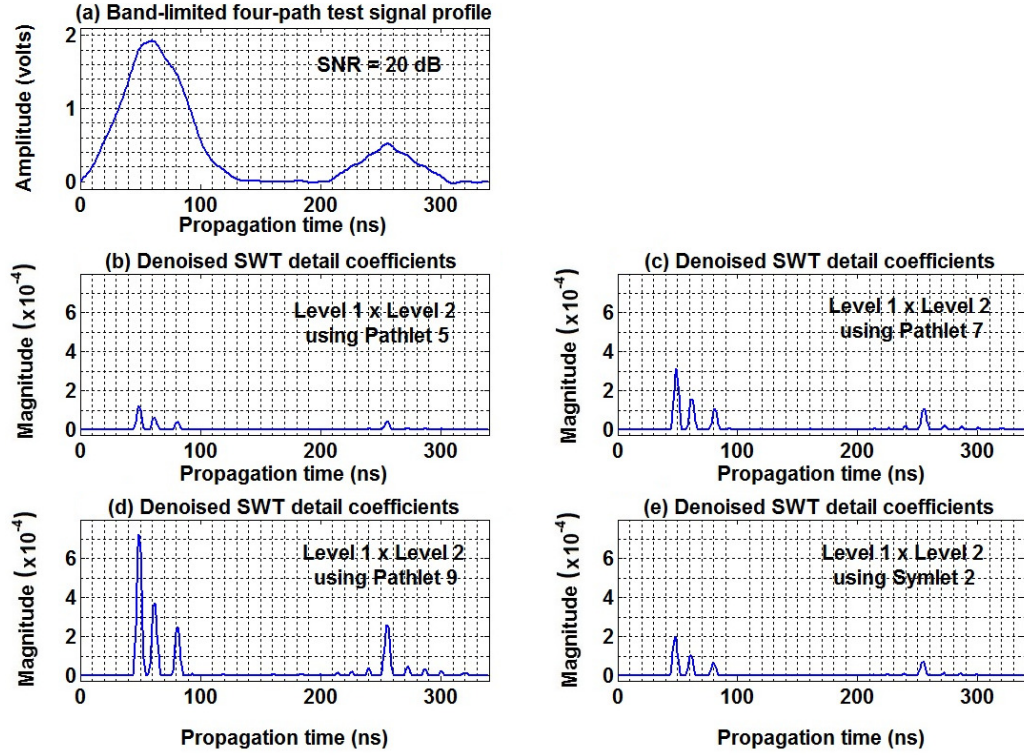 (a) Band-limited four-path test signal profile
Amplitude (volts)
2
1
0
SNR = 20 dB
0 100 200 300
Propagation time (ns)
(b) Denoised SWT detail coefficients
Magnitude (x10-4)
6
4
2
0
Level 1 x Level 2
using Pathlet 5
0 100 200 300
Propagation time (ns)
(c) Denoised SWT detail coefficients
Magnitude (x10-4)
6
4
2
0
Level 1 x Level 2
using Pathlet 7
0 100 200 300
Propagation time (ns)
(d) Denoised SWT detail coefficients
Magnitude (x10-4)
6
4
2
0
Level 1 x Level 2
using Pathlet 9
0 100 200 300
Propagation time (ns)
(e) Denoised SWT detail coefficients
Magnitude (x10-4)
6
4
2
0
Level 1 x Level 2
using Symlet 2
0 100 200 300
Propagation time (ns)